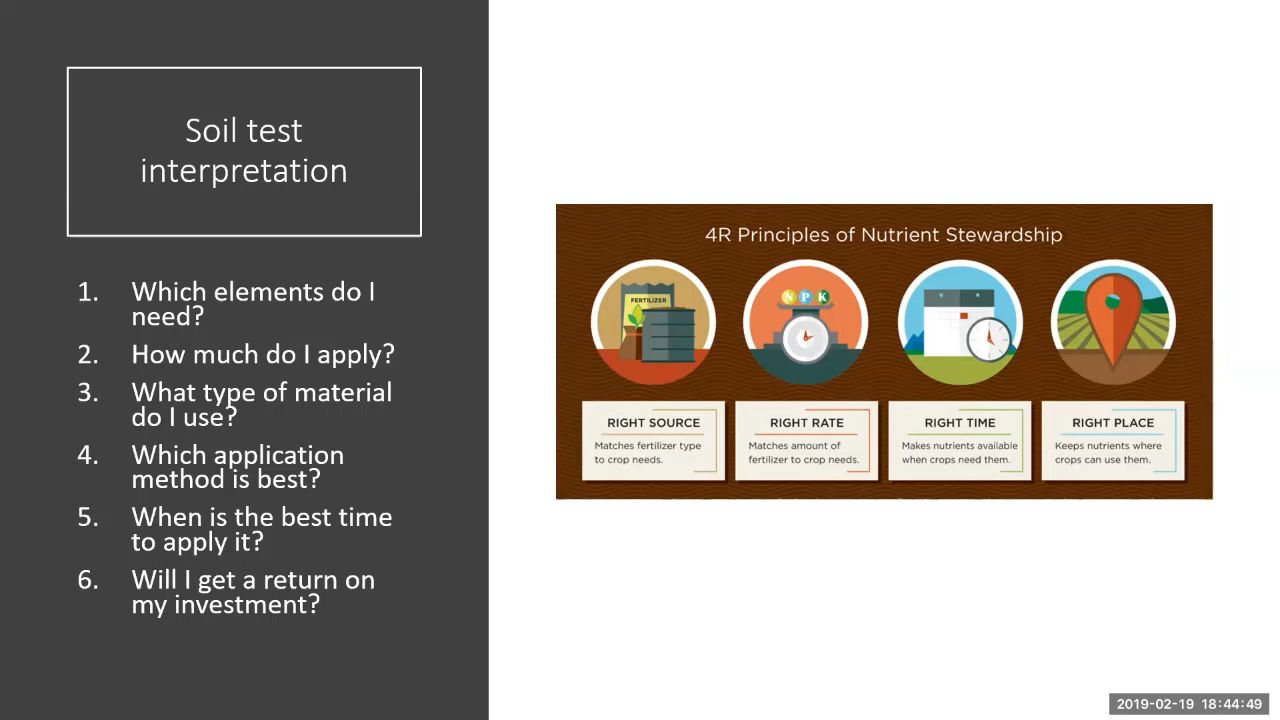 Soil test
interpretation
1. Which elements do I
need?
2. How much do I apply?
3. What type of material
do I use?
4. Which application
method is best?
5. When is the best time
to apply it?
6. Will I get a return on
my investment?
4R Principles of Nutrient Stewardship
FERTILIZER
N P K
RIGHT SOURCE
Matches fertilizer type
to crop needs.
RIGHT RATE
Matches amount of
fertilizer to crop needs.
RIGHT TIME
Makes nutrients available
when crops need them.
RIGHT PLACE
Keeps nutrients where
crops can use them.
2019-02-19 18:44:49